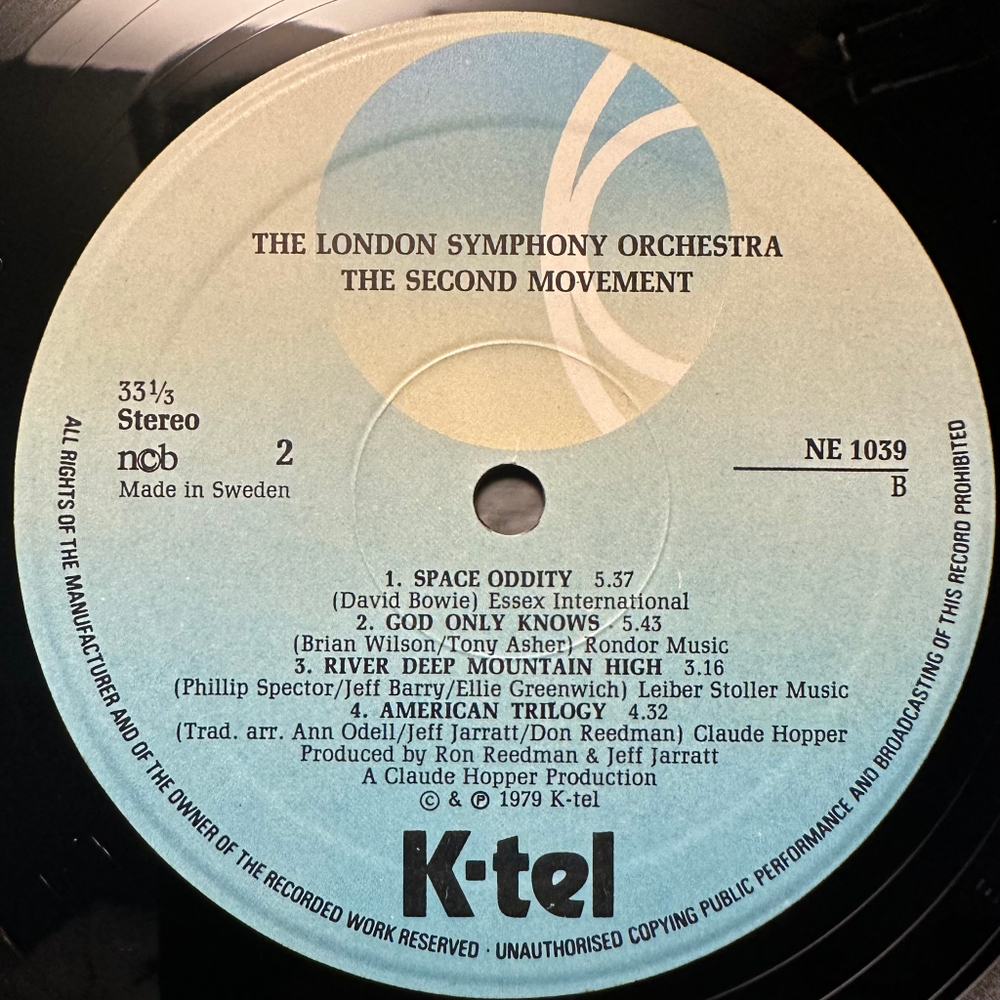 THE LONDON SYMPHONY ORCHESTRA
THE SECOND MOVEMENT
33 1/3
Stereo
ncb 2
Made in Sweden
NE 1039
B
1. SPACE ODDITY 5.37
(David Bowie) Essex International
2. GOD ONLY KNOWS 5.43
(Brian Wilson/Tony Asher) Rondor Music
3. RIVER DEEP MOUNTAIN HIGH 3.16
(Phillip Spector/Jeff Barry/Ellie Greenwich) Leiber Stoller Music
4. AMERICAN TRILOGY 4.32
(Trad. arr. Ann Odell/Jeff Jarratt/Don Reedman) Claude Hopper
Produced by Ron Reedman & Jeff Jarratt
A Claude Hopper Production
© & ℗ 1979 K-tel
K-tel
ALL RIGHTS OF THE MANUFACTURER AND OF THE OWNER OF THE RECORDED WORK RESERVED · UNAUTHORISED COPYING PUBLIC PERFORMANCE AND BROADCASTING OF THIS RECORD PROHIBITED